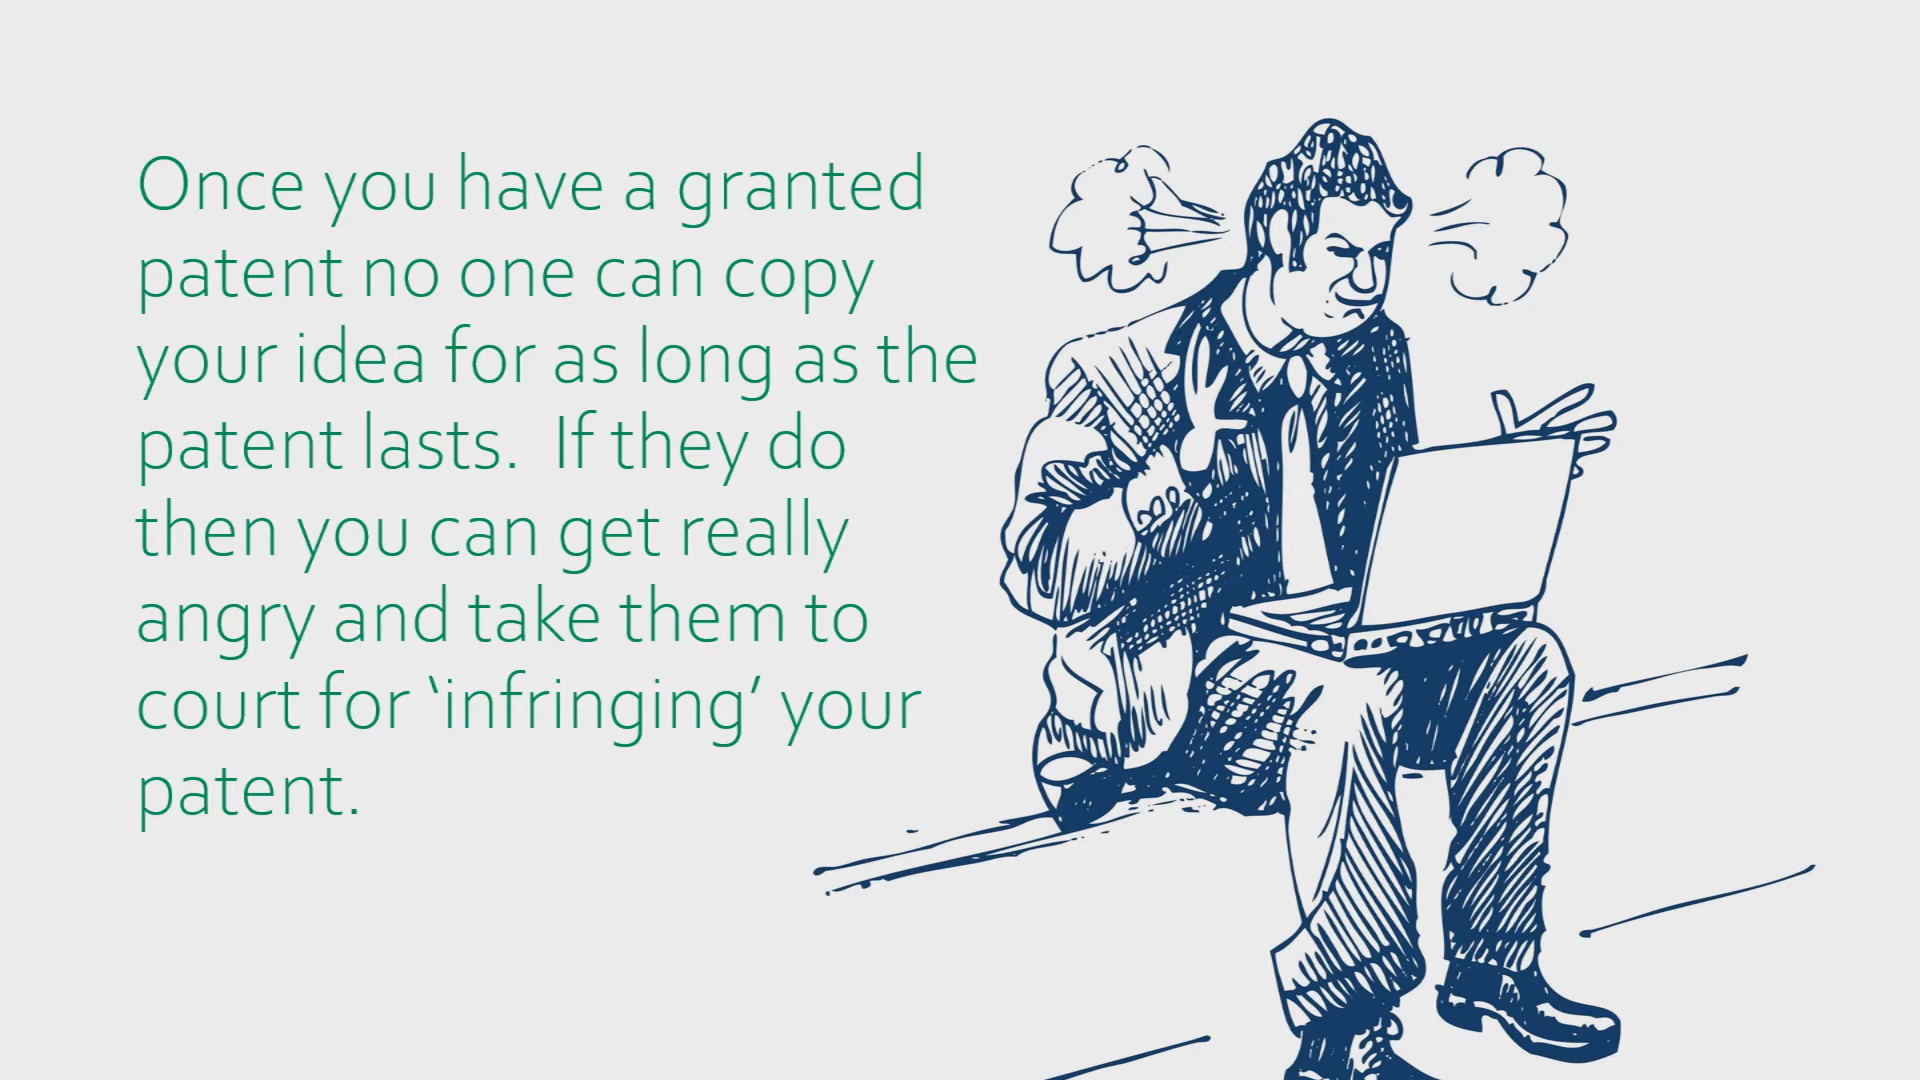 Once you have a granted
patent no one can copy
your idea for as long as the
patent lasts.  If they do
then you can get really
angry and take them to
court for ‘infringing’ your
patent.